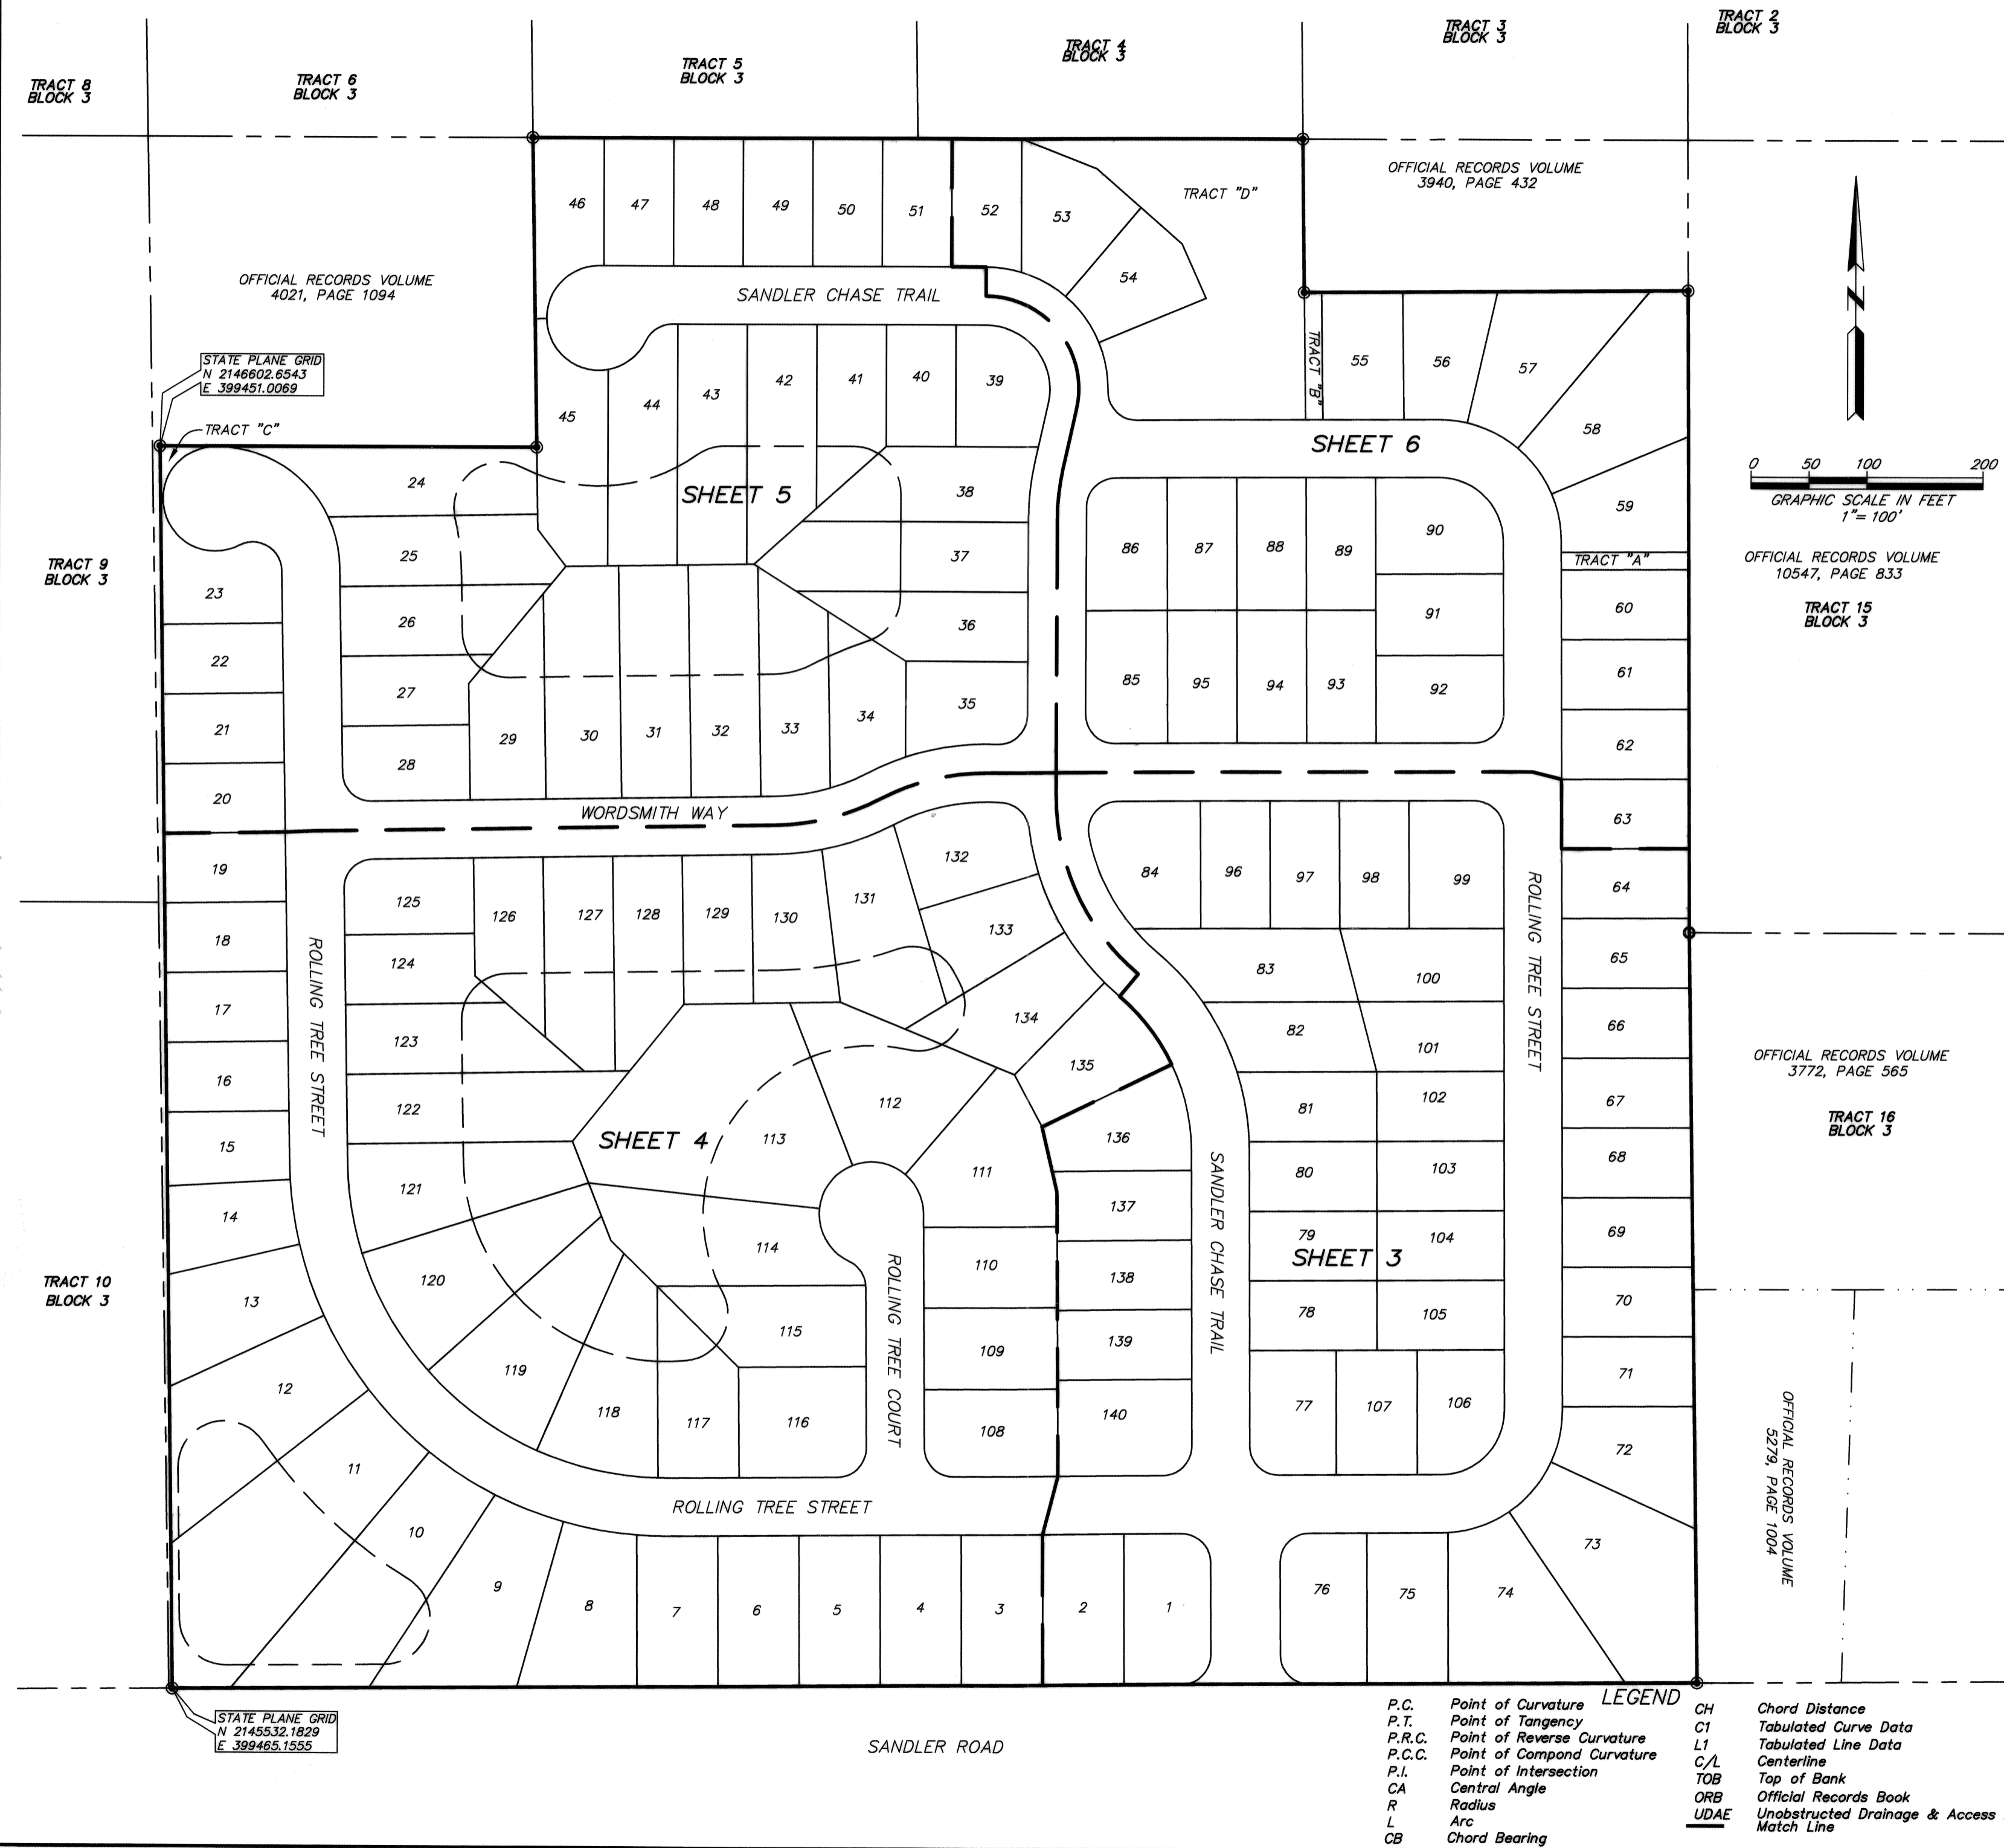 TRACT 8
BLOCK 3
TRACT 6
BLOCK 3
TRACT 5
BLOCK 3
TRACT 4
BLOCK 3
TRACT 3
BLOCK 3
TRACT 2
BLOCK 3
OFFICIAL RECORDS VOLUME
4021, PAGE 1094
OFFICIAL RECORDS VOLUME
3940, PAGE 432
46
47
48
49
50
51
52
53
54
TRACT "D"
SANDLER CHASE TRAIL
STATE PLANE GRID
N 2146602.6543
E 399451.0069
TRACT "C"
45
44
43
42
41
40
39
TRACT "B"
55
56
57
58
59
SHEET 6
N
0 50 100 200
GRAPHIC SCALE IN FEET
1"= 100'
OFFICIAL RECORDS VOLUME
10547, PAGE 833
TRACT 15
BLOCK 3
TRACT 9
BLOCK 3
24
25
26
27
28
SHEET 5
38
37
36
35
86
87
88
89
90
91
92
85
95
94
93
TRACT "A"
60
61
62
63
23
22
21
20
29
30
31
32
33
34
WORDSMITH WAY
19
18
17
16
15
14
13
12
11
10
9
ROLLING TREE STREET
125
124
123
122
121
120
119
118
117
116
126
127
128
129
130
131
132
133
134
135
84
96
97
98
99
ROLLING TREE STREET
64
65
66
67
68
69
70
71
72
73
83
100
82
101
81
102
80
103
79
104
SHEET 3
78
105
77
107
106
OFFICIAL RECORDS VOLUME
3772, PAGE 565
TRACT 16
BLOCK 3
SHEET 4
113
112
111
114
115
110
109
108
ROLLING TREE COURT
136
137
138
139
140
SANDLER CHASE TRAIL
TRACT 10
BLOCK 3
OFFICIAL RECORDS VOLUME
5279, PAGE 1004
ROLLING TREE STREET
8
7
6
5
4
3
2
1
76
75
74
STATE PLANE GRID
N 2145532.1829
E 399465.1555
SANDLER ROAD
LEGEND
P.C. Point of Curvature
P.T. Point of Tangency
P.R.C. Point of Reverse Curvature
P.C.C. Point of Compond Curvature
P.I. Point of Intersection
CA Central Angle
R Radius
L Arc
CB Chord Bearing
CH Chord Distance
C1 Tabulated Curve Data
L1 Tabulated Line Data
C/L Centerline
TOB Top of Bank
ORB Official Records Book
UDAE Unobstructed Drainage & Access
Match Line